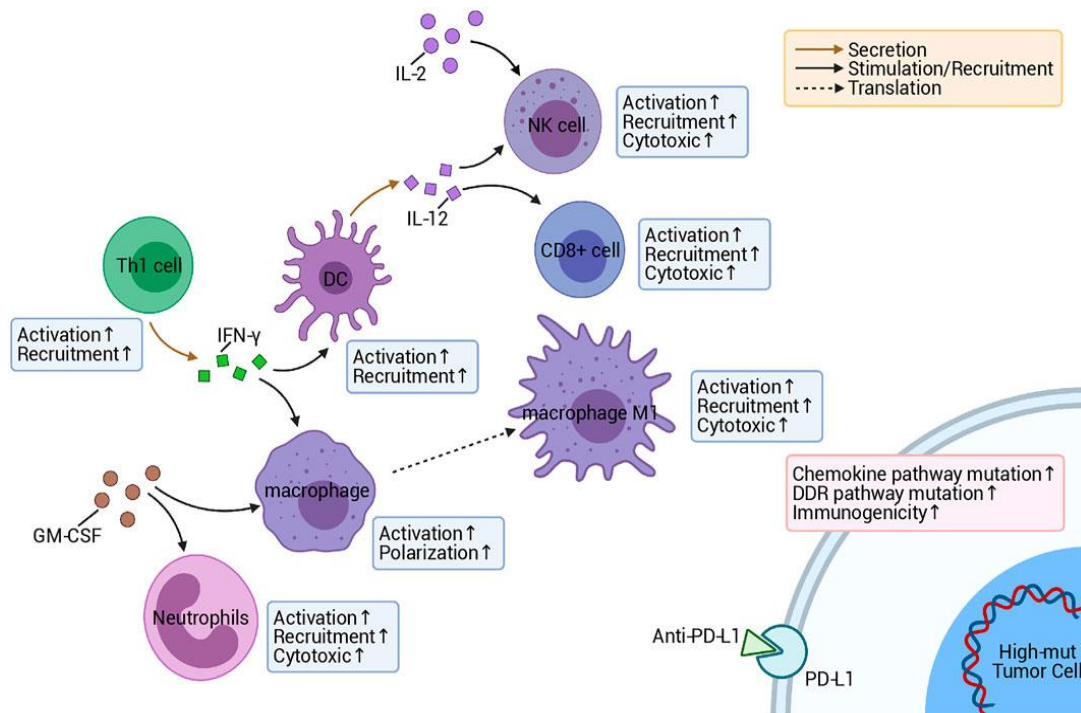 IL-2
NK cell
Activation↑
Recruitment↑
Cytotoxic↑
Secretion
Stimulation/Recruitment
Translation
IL-12
CD8+ cell
Activation↑
Recruitment↑
Cytotoxic↑
Th1 cell
Activation↑
Recruitment↑
IFN-γ
DC
Activation↑
Recruitment↑
macrophage M1
Activation↑
Recruitment↑
Cytotoxic↑
GM-CSF
macrophage
Activation↑
Polarization↑
Neutrophils
Activation↑
Recruitment↑
Cytotoxic↑
Chemokine pathway mutation↑
DDR pathway mutation↑
Immunogenicity↑
Anti-PD-L1
PD-L1
High-mut
Tumor Cell